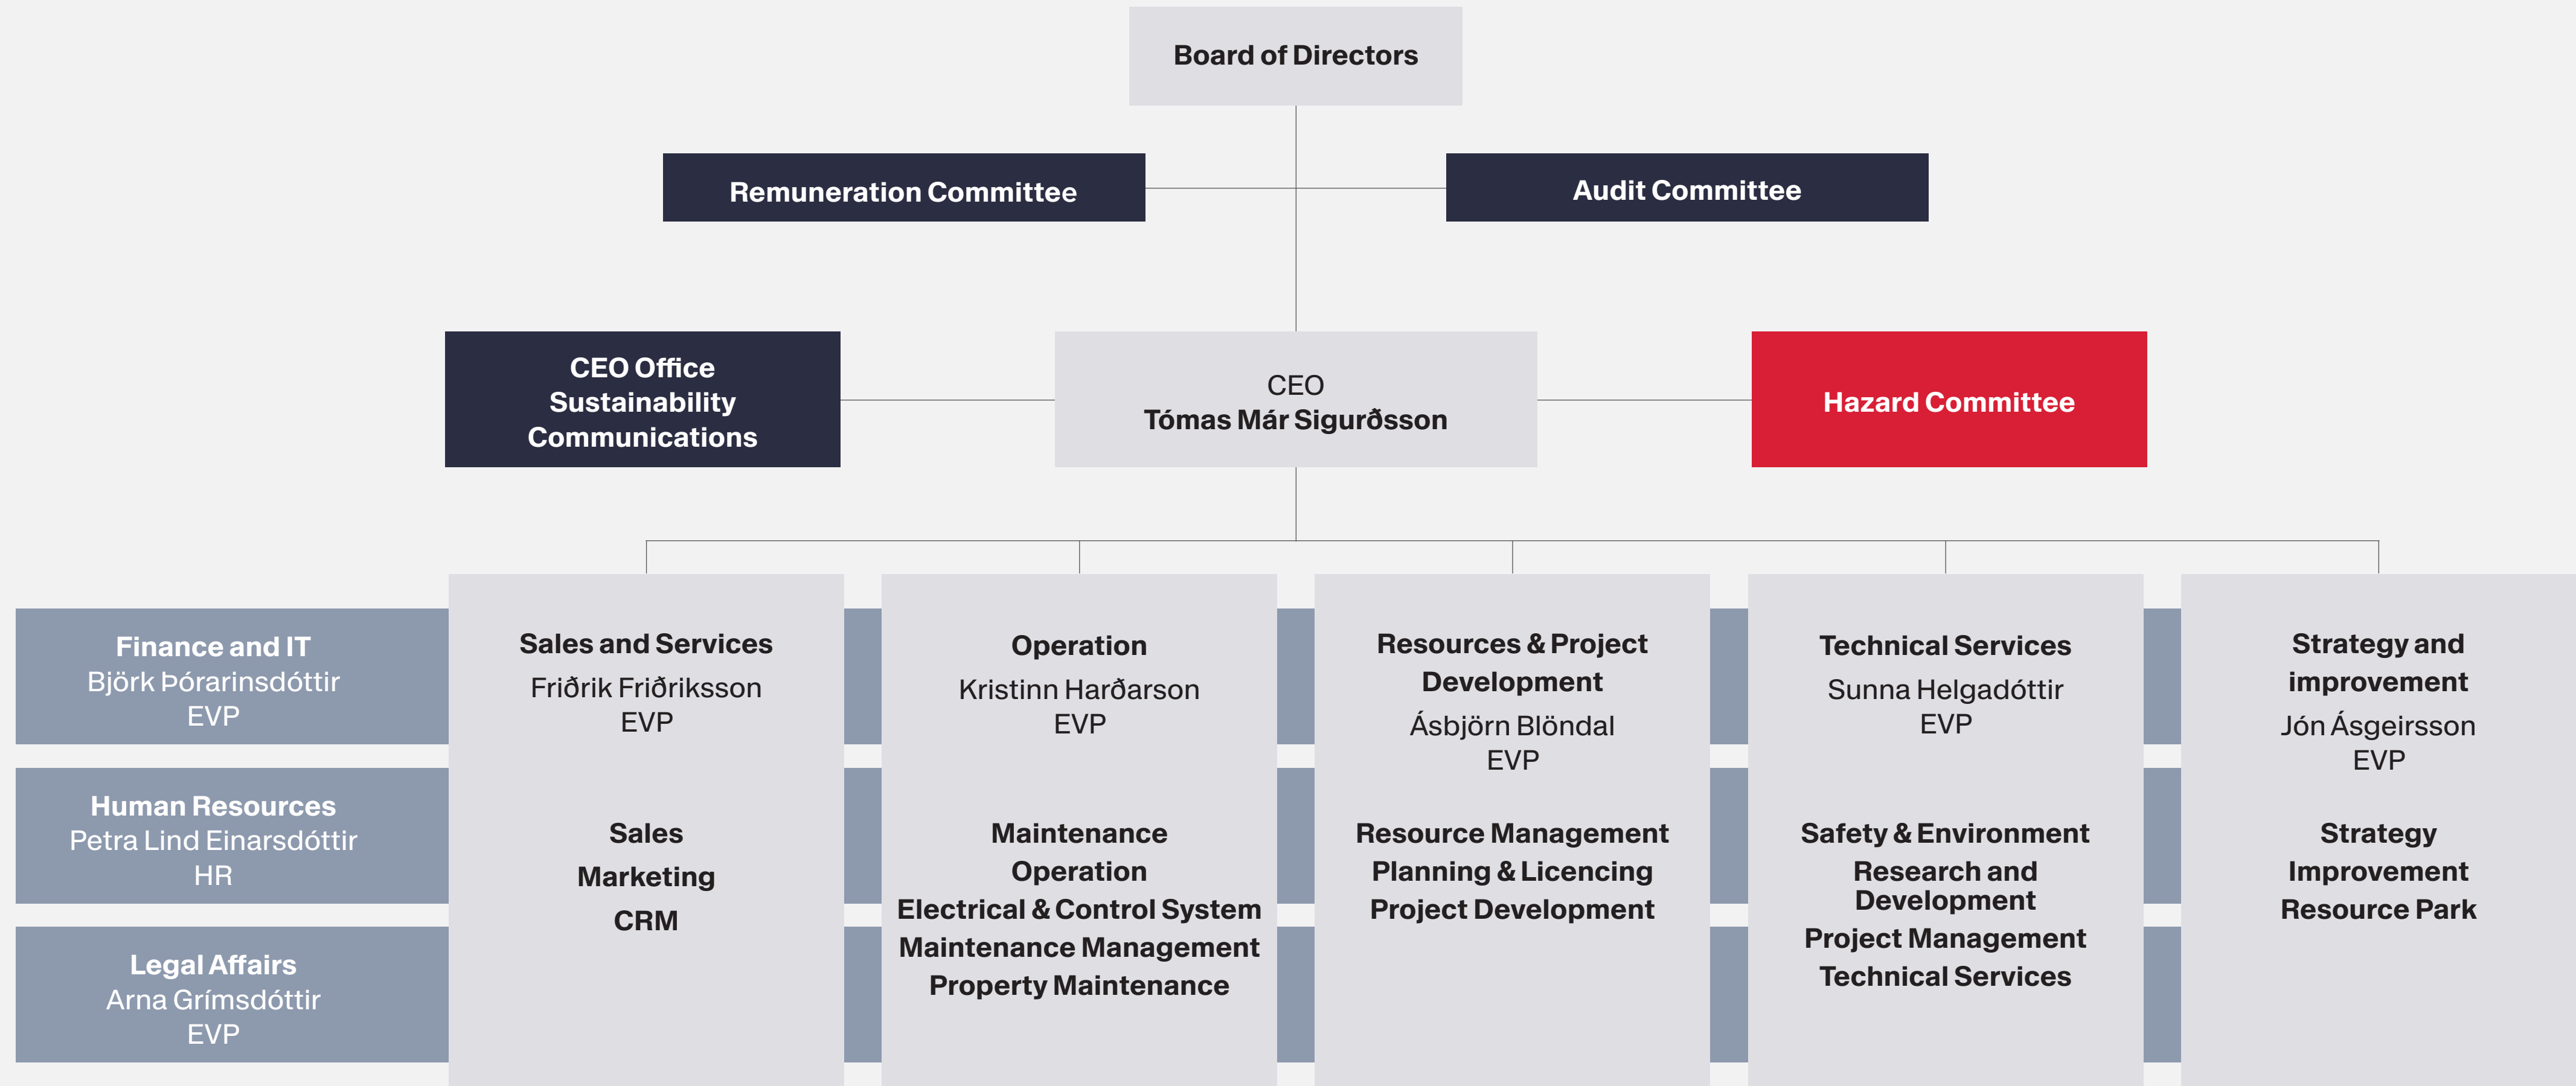 Board of Directors
Remuneration Committee
Audit Committee
CEO Office
Sustainability
Communications
CEO
Tómas Már Sigurðsson
Hazard Committee
Finance and IT
Björk Þórarinsdóttir
EVP
Human Resources
Petra Lind Einarsdóttir
HR
Legal Affairs
Arna Grímsdóttir
EVP
Sales and Services
Friðrik Friðriksson
EVP
Sales
Marketing
CRM
Operation
Kristinn Harðarson
EVP
Maintenance
Operation
Electrical & Control System
Maintenance Management
Property Maintenance
Resources & Project
Development
Ásbjörn Blöndal
EVP
Resource Management
Planning & Licencing
Project Development
Technical Services
Sunna Helgadóttir
EVP
Safety & Environment
Research and
Development
Project Management
Technical Services
Strategy and
improvement
Jón Ásgeirsson
EVP
Strategy
Improvement
Resource Park